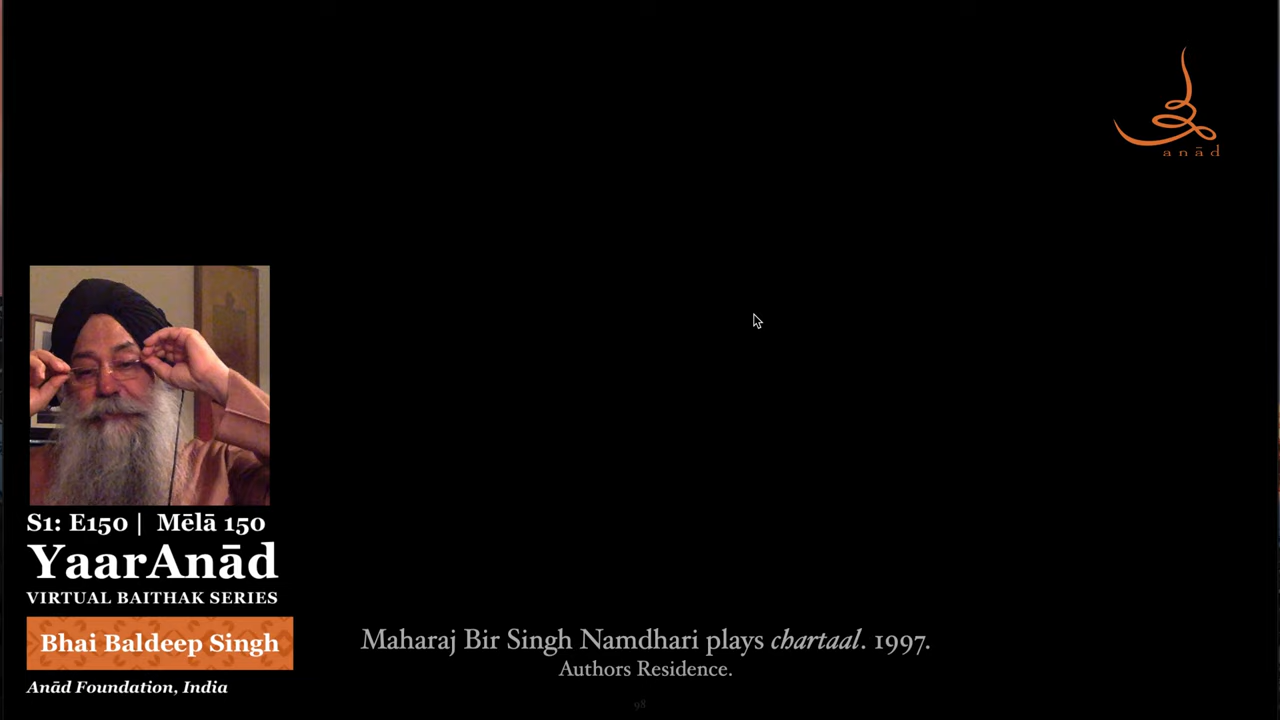 anād
S1: E150 | Mēlā 150
YaarAnād
VIRTUAL BAITHAK SERIES
Bhai Baldeep Singh
Anād Foundation, India
Maharaj Bir Singh Namdhari plays chartaal. 1997.
Authors Residence.
98